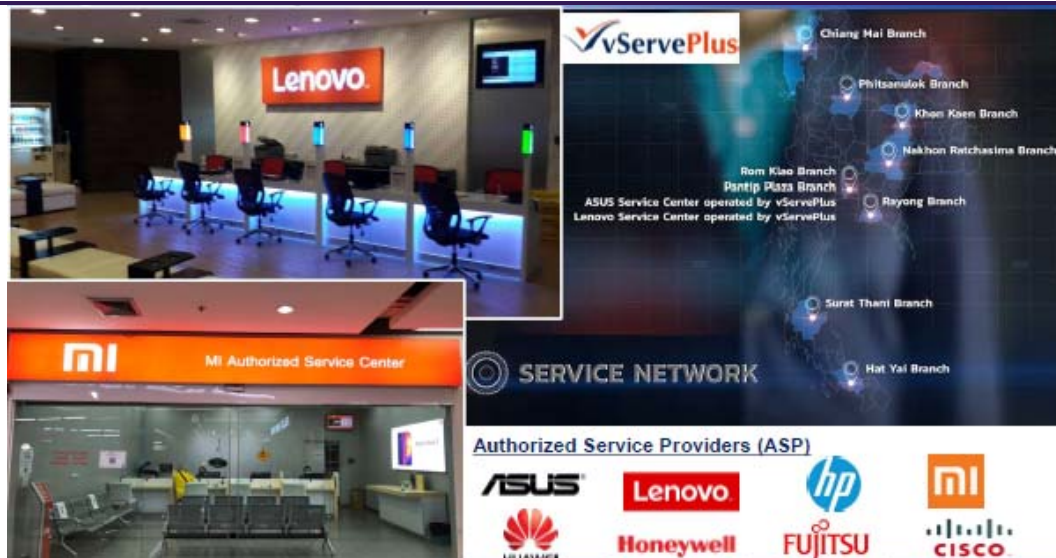 Lenovo
mi
MI Authorized Service Center
vServePlus
Chiang Mai Branch
Phitsanulok Branch
Khon Kaen Branch
Nakhon Ratchasima Branch
Rom Klao Branch
Pantip Plaza Branch
ASUS Service Center operated by vServePlus
Lenovo Service Center operated by vServePlus
Rayong Branch
Surat Thani Branch
Hat Yai Branch
SERVICE NETWORK
Authorized Service Providers (ASP)
ASUS
Lenovo
hp
mi
HUAWEI
Honeywell
FUJITSU
CISCO